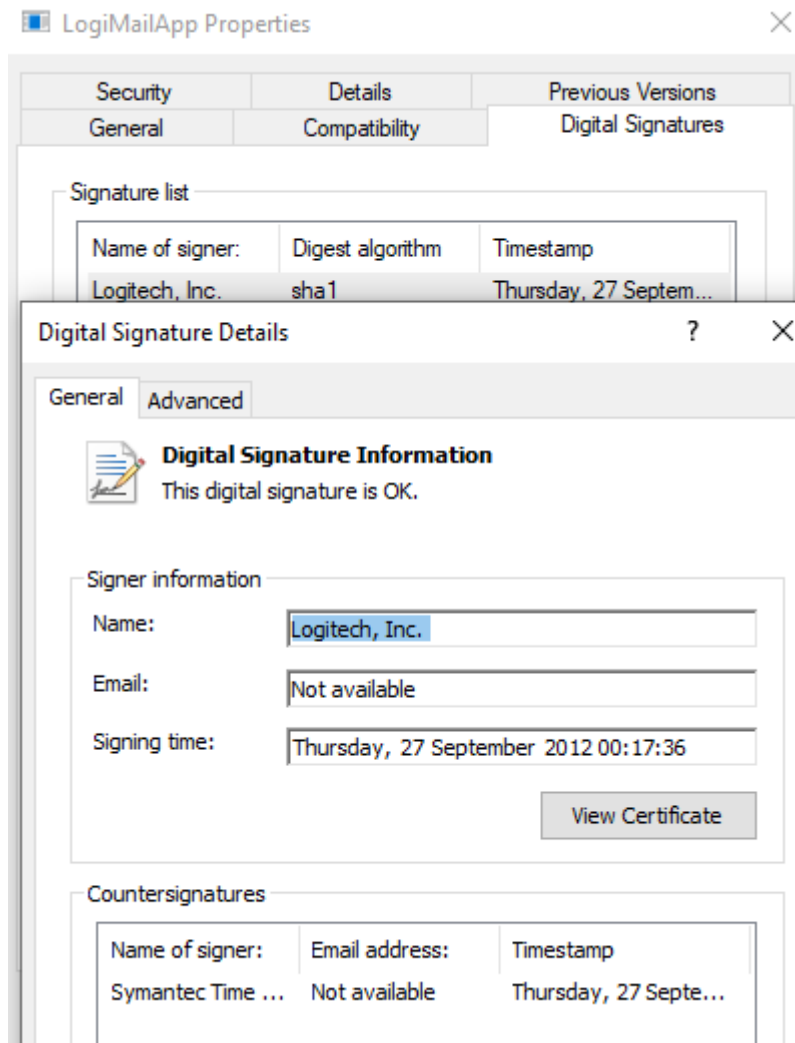 LogiMailApp Properties
Security Details Previous Versions
General Compatibility Digital Signatures
Signature list
Name of signer: Digest algorithm Timestamp
Logitech, Inc. sha1 Thursday, 27 Septem...
Digital Signature Details ?
General Advanced
Digital Signature Information
This digital signature is OK.
Signer information
Name: Logitech, Inc.
Email: Not available
Signing time: Thursday, 27 September 2012 00:17:36
View Certificate
Countersignatures
Name of signer: Email address: Timestamp
Symantec Time ... Not available Thursday, 27 Septe...